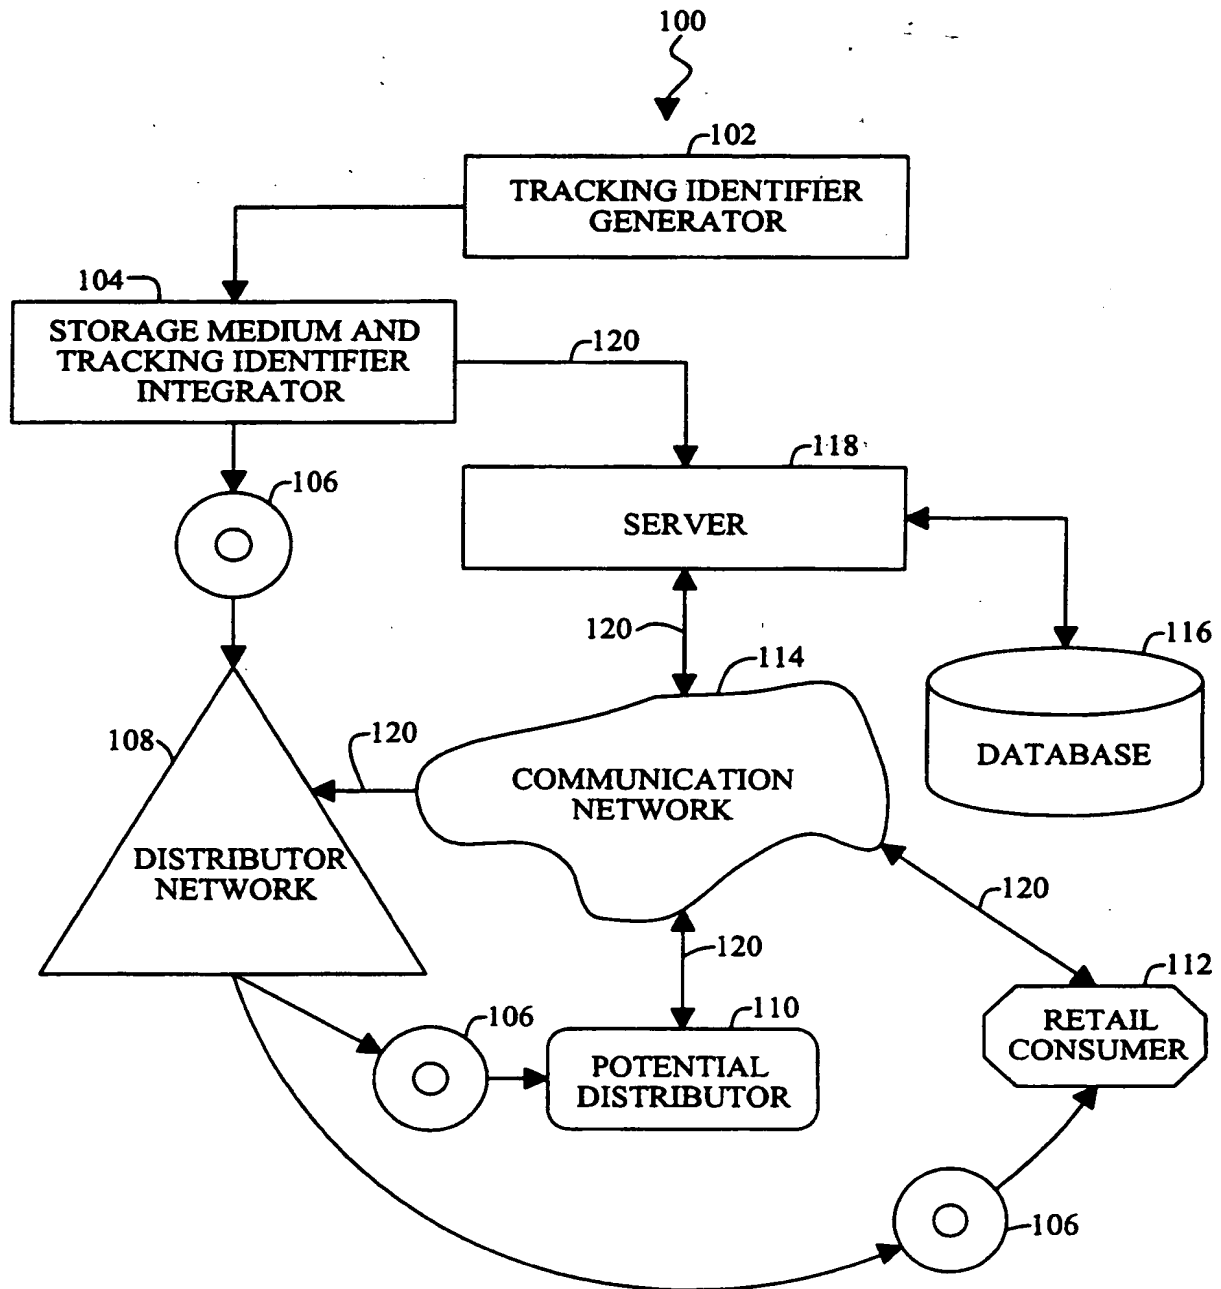 100
102
TRACKING IDENTIFIER
GENERATOR
104
STORAGE MEDIUM AND
TRACKING IDENTIFIER
INTEGRATOR
120
118
106
SERVER
120
116
114
108
120
DATABASE
COMMUNICATION
NETWORK
DISTRIBUTOR
NETWORK
120
120
112
110
106
RETAIL
CONSUMER
POTENTIAL
DISTRIBUTOR
106